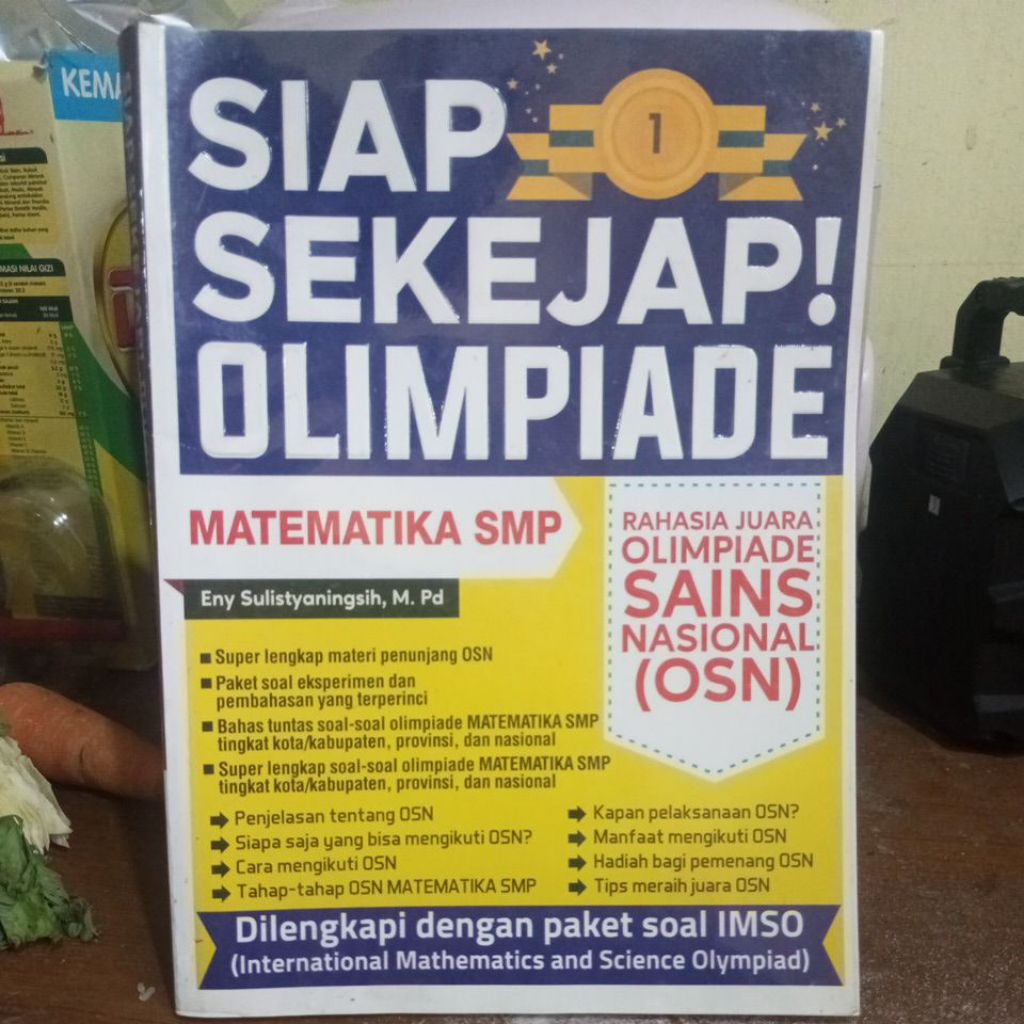 SIAP
1
SEKEJAP!
OLIMPIADE
MATEMATIKA SMP
Eny Sulistyaningsih, M. Pd
RAHASIA JUARA
OLIMPIADE
SAINS
NASIONAL
(OSN)
Super lengkap materi penunjang OSN
Paket soal eksperimen dan
pembahasan yang terperinci
Bahas tuntas soal-soal olimpiade MATEMATIKA SMP
tingkat kota/kabupaten, provinsi, dan nasional
Super lengkap soal-soal olimpiade MATEMATIKA SMP
tingkat kota/kabupaten, provinsi, dan nasional
Penjelasan tentang OSN
Siapa saja yang bisa mengikuti OSN?
Cara mengikuti OSN
Tahap-tahap OSN MATEMATIKA SMP
Kapan pelaksanaan OSN?
Manfaat mengikuti OSN
Hadiah bagi pemenang OSN
Tips meraih juara OSN
Dilengkapi dengan paket soal IMSO
(International Mathematics and Science Olympiad)
KEMA
MASI NILAI GIZI